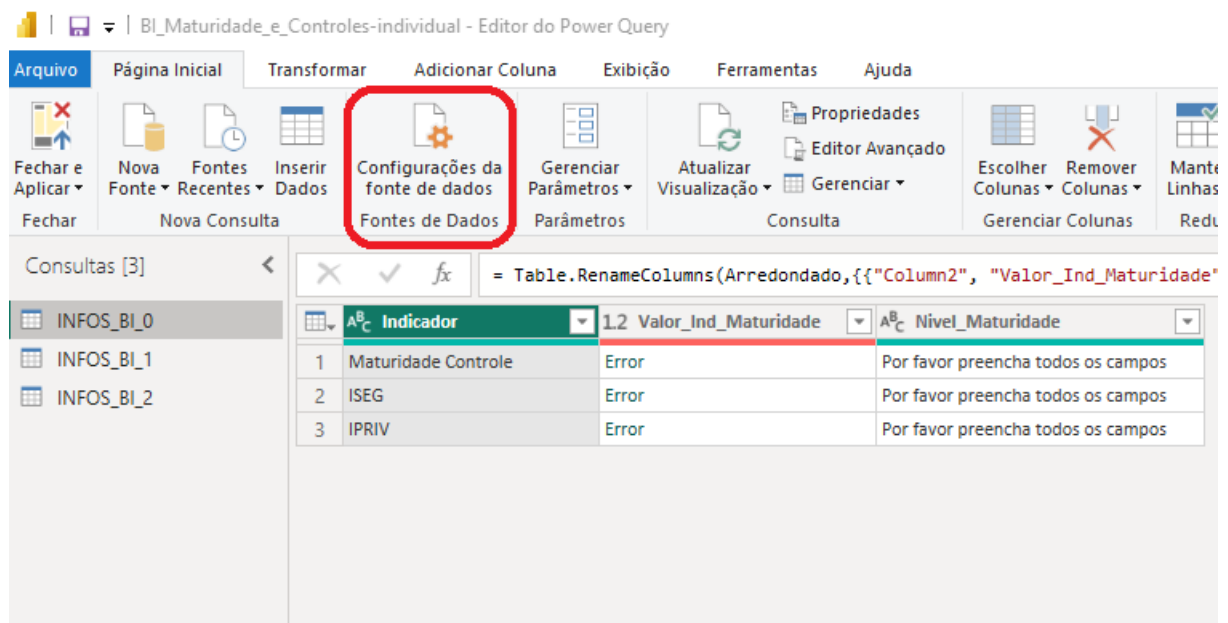 BI_Maturidade_e_Controles-individual - Editor do Power Query
Arquivo Página Inicial Transformar Adicionar Coluna Exibição Ferramentas Ajuda
Fechar e Aplicar
Nova Fonte
Fontes Recentes
Inserir Dados
Configurações da fonte de dados
Gerenciar Parâmetros
Atualizar Visualização
Propriedades
Editor Avançado
Gerenciar
Escolher Colunas
Remover Colunas
Mante
Linhas
Fechar Nova Consulta Fontes de Dados Parâmetros Consulta Gerenciar Colunas Redu
Consultas [3]
fx = Table.RenameColumns(Arredondado,{{"Column2", "Valor_Ind_Maturidade"
INFOS_BI_0
INFOS_BI_1
INFOS_BI_2
ABC Indicador 1.2 Valor_Ind_Maturidade ABC Nivel_Maturidade
1 Maturidade Controle Error Por favor preencha todos os campos
2 ISEG Error Por favor preencha todos os campos
3 IPRIV Error Por favor preencha todos os campos